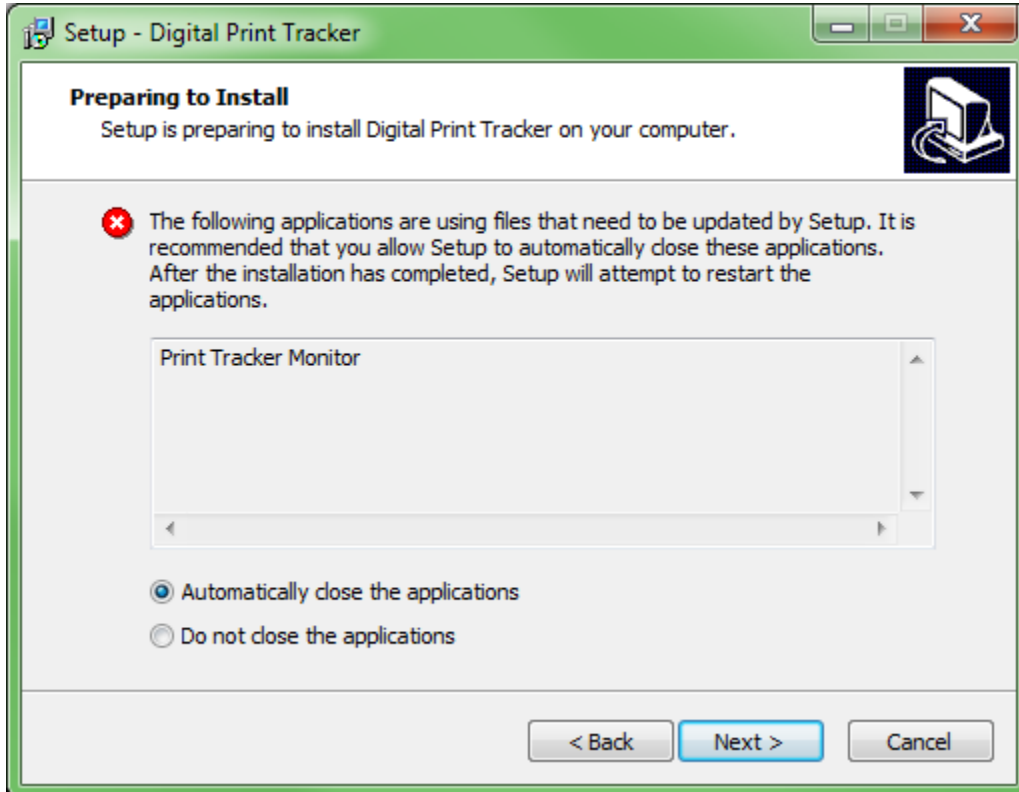 Setup - Digital Print Tracker
Preparing to Install
Setup is preparing to install Digital Print Tracker on your computer.
The following applications are using files that need to be updated by Setup. It is
recommended that you allow Setup to automatically close these applications.
After the installation has completed, Setup will attempt to restart the
applications.
Print Tracker Monitor
Automatically close the applications
Do not close the applications
< Back Next > Cancel